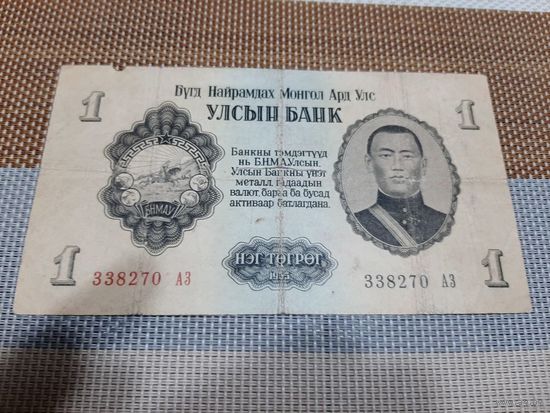 Бүгд Найрамдах Монгол Ард Улс
УЛСЫН БАНК
1
1
Банкны тэмдэгтүүд
нь БНМАУлсын.
Улсын Банкны үнэт
металл, гадаадын
валют, бараа ба бусад
активаар батлагдана.
БНМАУ
НЭГ ТӨГРӨГ
1955
1
338270 АЗ
338270 АЗ
1